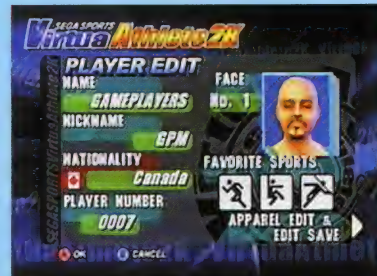 SEGA SPORTS
Virtua Athlete 2K
PLAYER EDIT
NAME
GAMEPLAYERS
NICKNAME
GPM
NATIONALITY
Canada
PLAYER NUMBER
0007
FACE
No. 1
FAVORITE SPORTS
APPAREL EDIT &
EDIT SAVE
A OK
B CANCEL